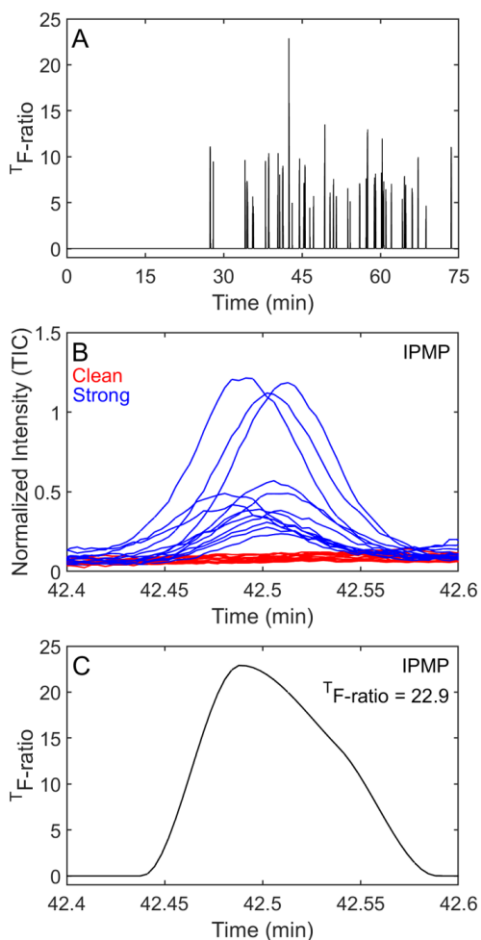 A
25
20
15
10
5
0
ᵀF-ratio
0 15 30 45 60 75
Time (min)
B
IPMP
Clean
Strong
1.5
1
0.5
0
Normalized Intensity (TIC)
42.4 42.45 42.5 42.55 42.6
Time (min)
C
IPMP
ᵀF-ratio = 22.9
25
20
15
10
5
0
ᵀF-ratio
42.4 42.45 42.5 42.55 42.6
Time (min)